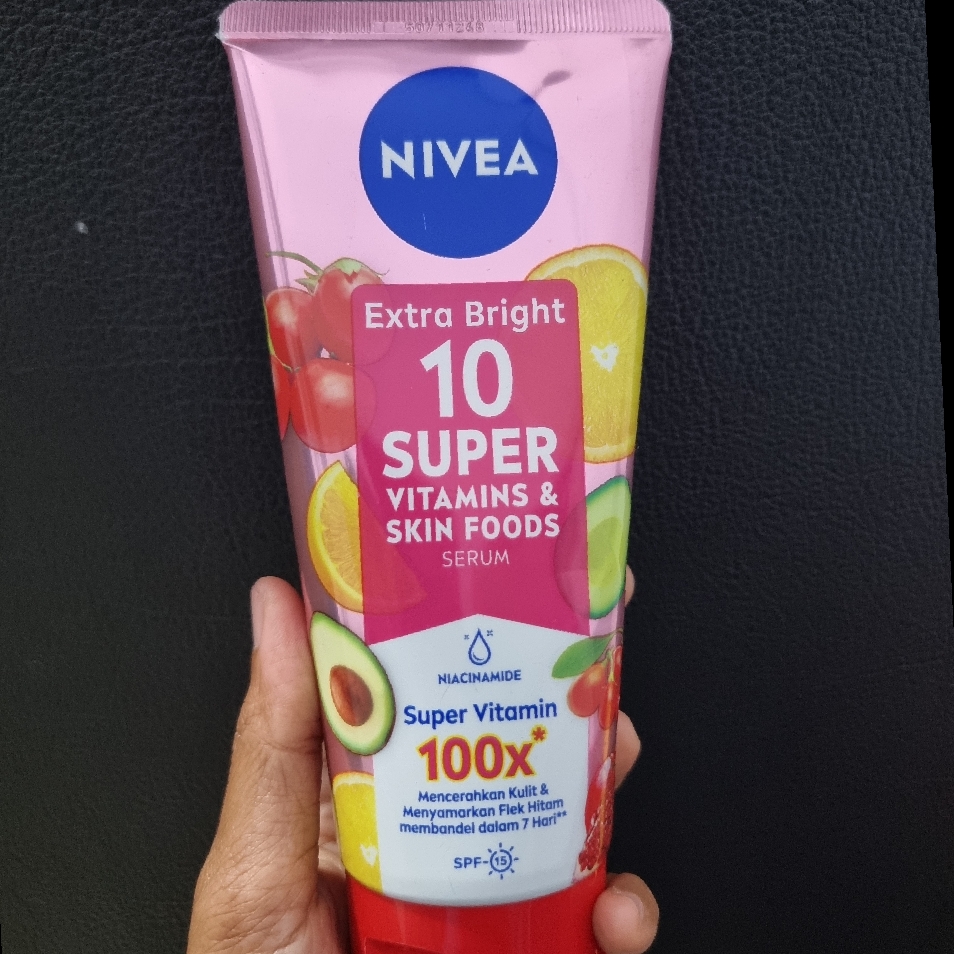 NIVEA
Extra Bright
10
SUPER
VITAMINS &
SKIN FOODS
SERUM
NIACINAMIDE
Super Vitamin
100x*
Mencerahkan Kulit &
Menyamarkan Flek Hitam
membandel dalam 7 Hari**
SPF-15-